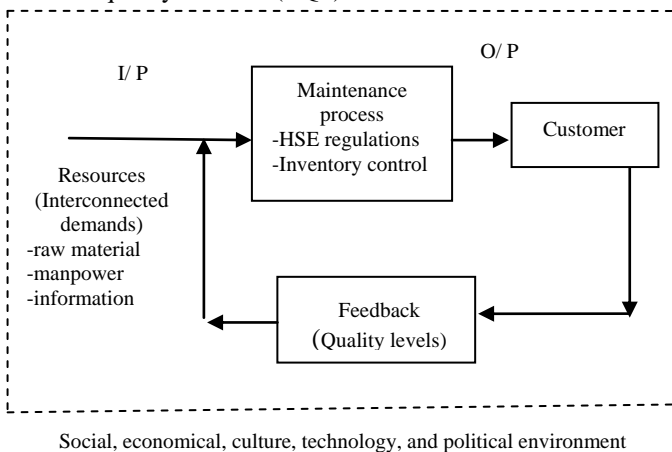 I/ P
O/ P
Maintenance
process
-HSE regulations
-Inventory control
Customer
Resources
(Interconnected
demands)
-raw material
-manpower
-information
Feedback
(Quality levels)
Social, economical, culture, technology, and political environment